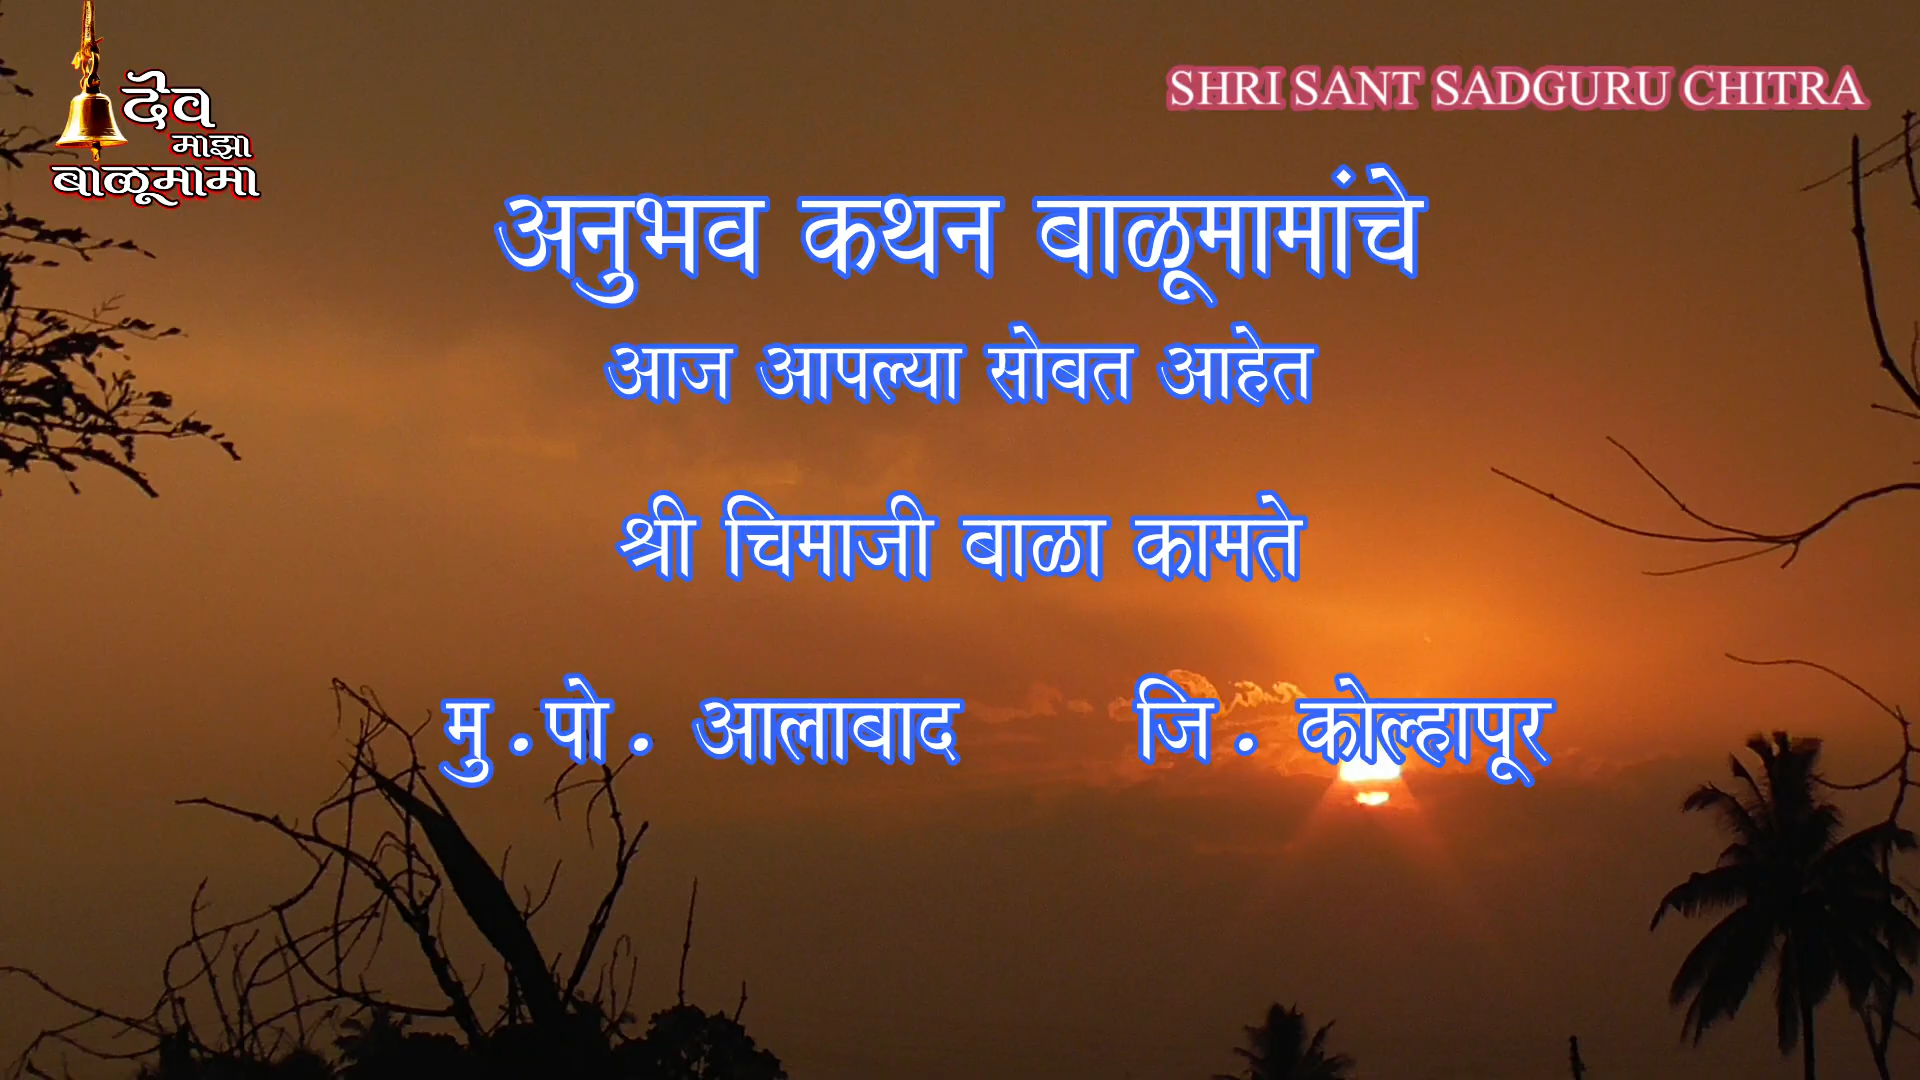 देव
माझा
बाळूमामा
SHRI SANT SADGURU CHITRA
अनुभव कथन बाळूमामांचे
आज आपल्या सोबत आहेत
श्री चिमाजी बाळा कामते
मु.पो. आलाबाद जि. कोल्हापूर